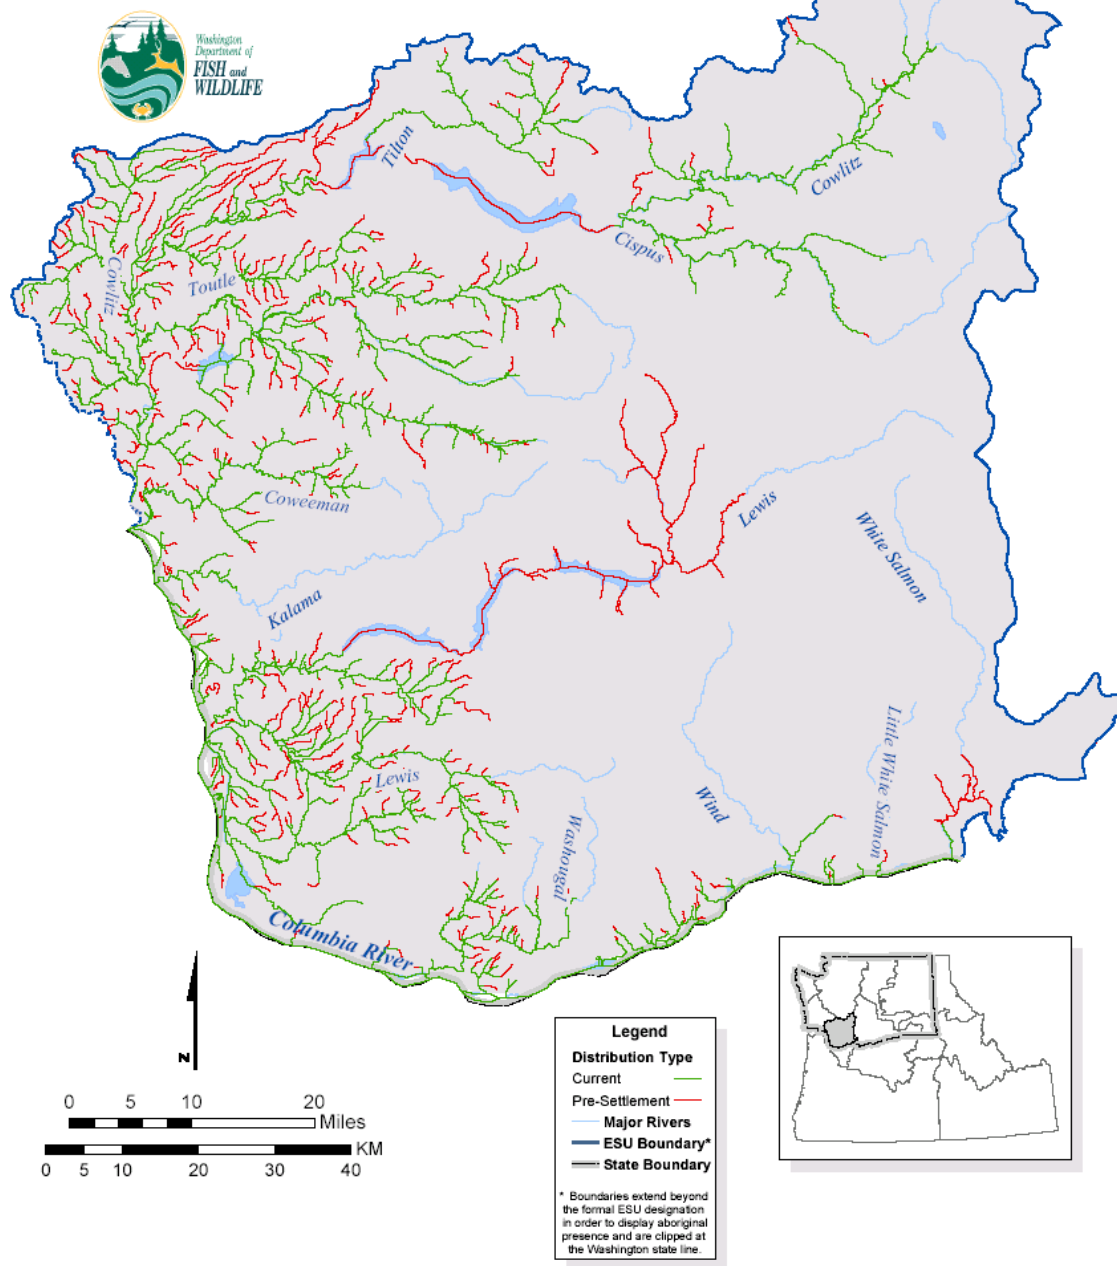 Washington
Department of
FISH and
WILDLIFE
Tilton
Cowlitz
Cispus
Cowlitz
Toutle
Coweeman
Lewis
White Salmon
Kalama
Little White Salmon
Lewis
Wind
Washougal
Columbia River
N
0 5 10 20
Miles
KM
0 5 10 20 30 40
Legend
Distribution Type
Current
Pre-Settlement
Major Rivers
ESU Boundary*
State Boundary
* Boundaries extend beyond
the formal ESU designation
in order to display aboriginal
presence and are clipped at
the Washington state line.